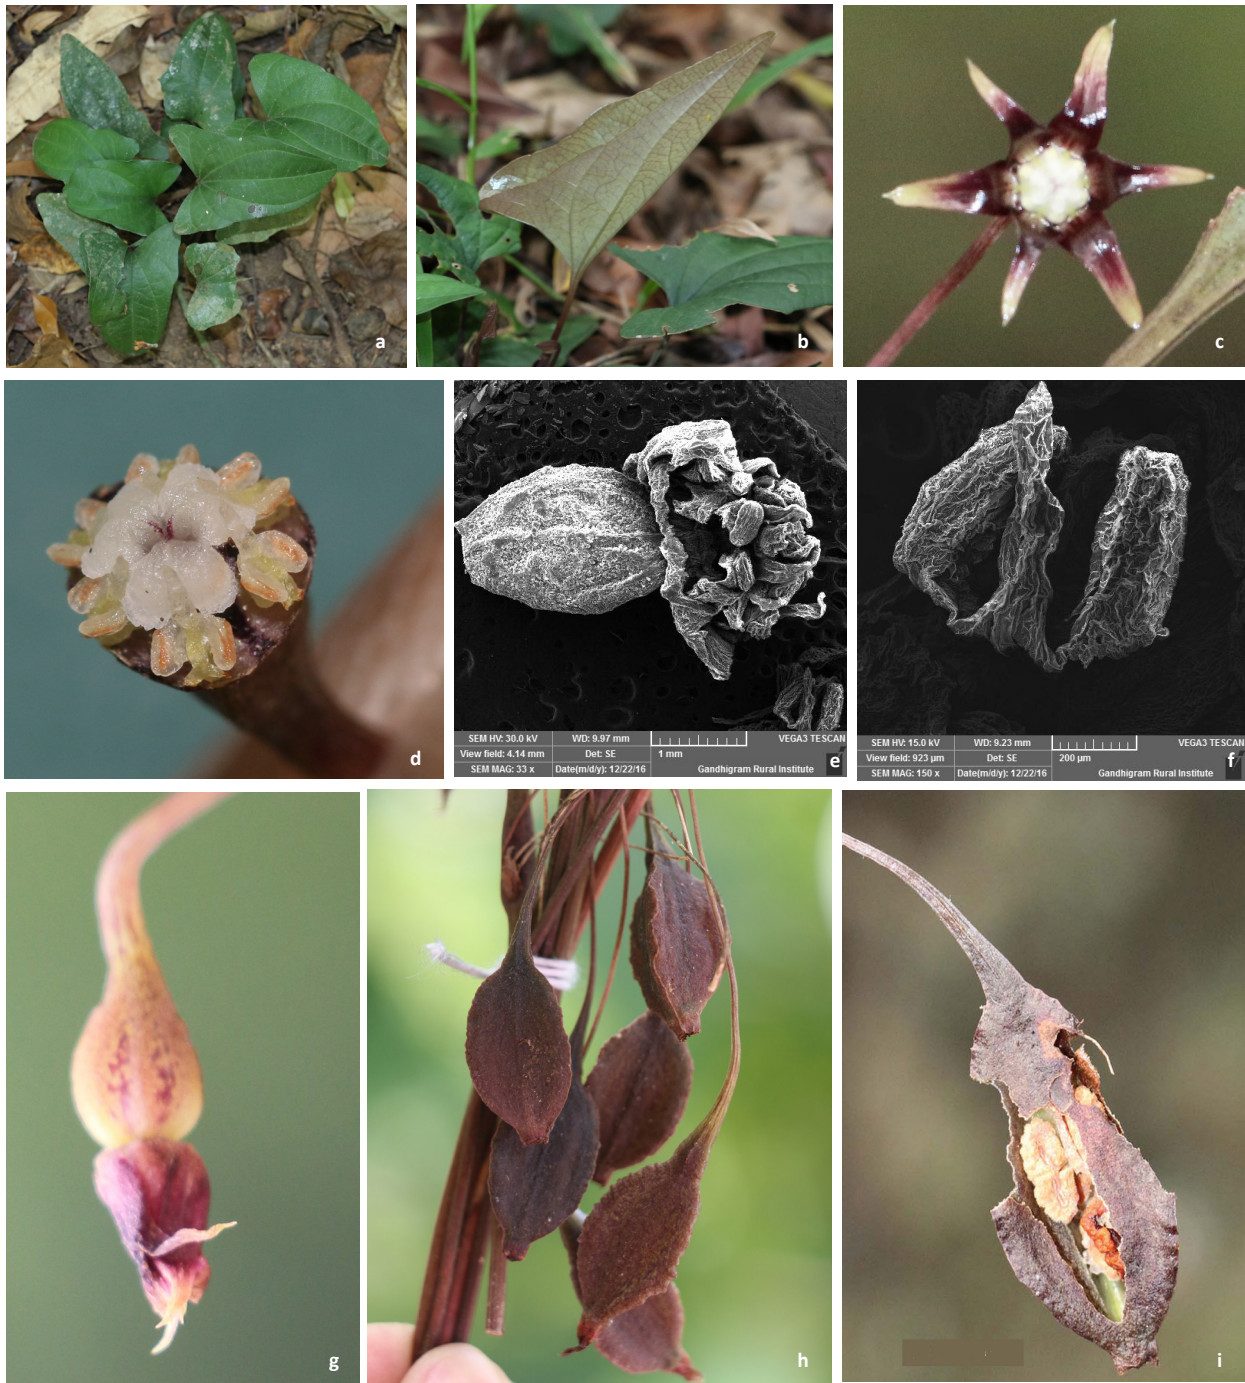 a
b
c
d
SEM HV: 30.0 kV WD: 9.97 mm VEGA3 TESCAN
View field: 4.14 mm Det: SE 1 mm
SEM MAG: 33 x Date(m/d/y): 12/22/16 Gandhigram Rural Institute
e
SEM HV: 15.0 kV WD: 9.23 mm VEGA3 TESCAN
View field: 923 µm Det: SE 200 µm
SEM MAG: 150 x Date(m/d/y): 12/22/16 Gandhigram Rural Institute
f
g
h
i